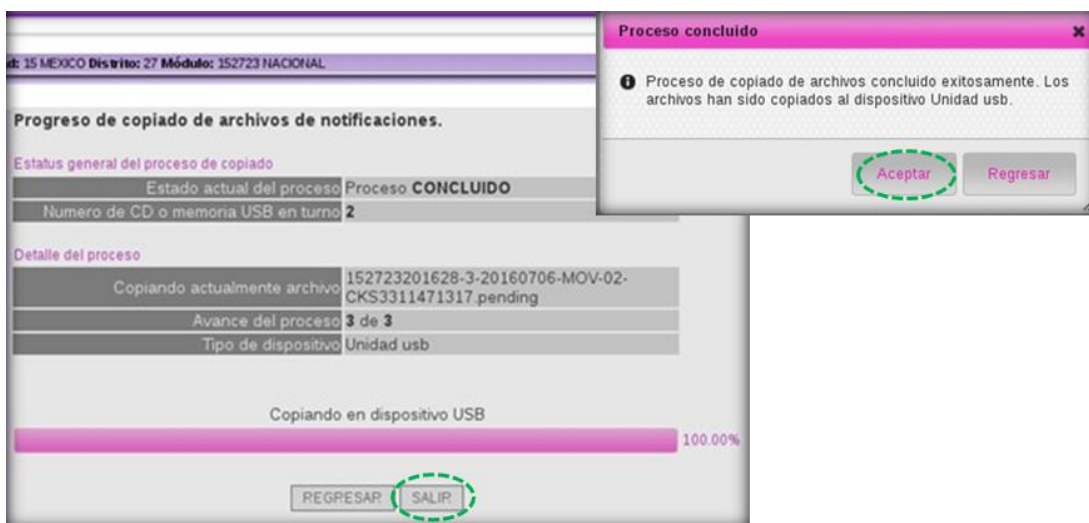 Proceso concluido
Proceso de copiado de archivos concluido exitosamente. Los
archivos han sido copiados al dispositivo Unidad usb.
Aceptar Regresar
d: 15 MEXICO Distrito: 27 Módulo: 152723 NACIONAL
Progreso de copiado de archivos de notificaciones.
Estatus general del proceso de copiado
Estado actual del proceso Proceso CONCLUIDO
Numero de CD o memoria USB en turno 2
Detalle del proceso
Copiando actualmente archivo 152723201628-3-20160706-MOV-02-
CKS3311471317.pending
Avance del proceso 3 de 3
Tipo de dispositivo Unidad usb
Copiando en dispositivo USB
100.00%
REGRESAR SALIR